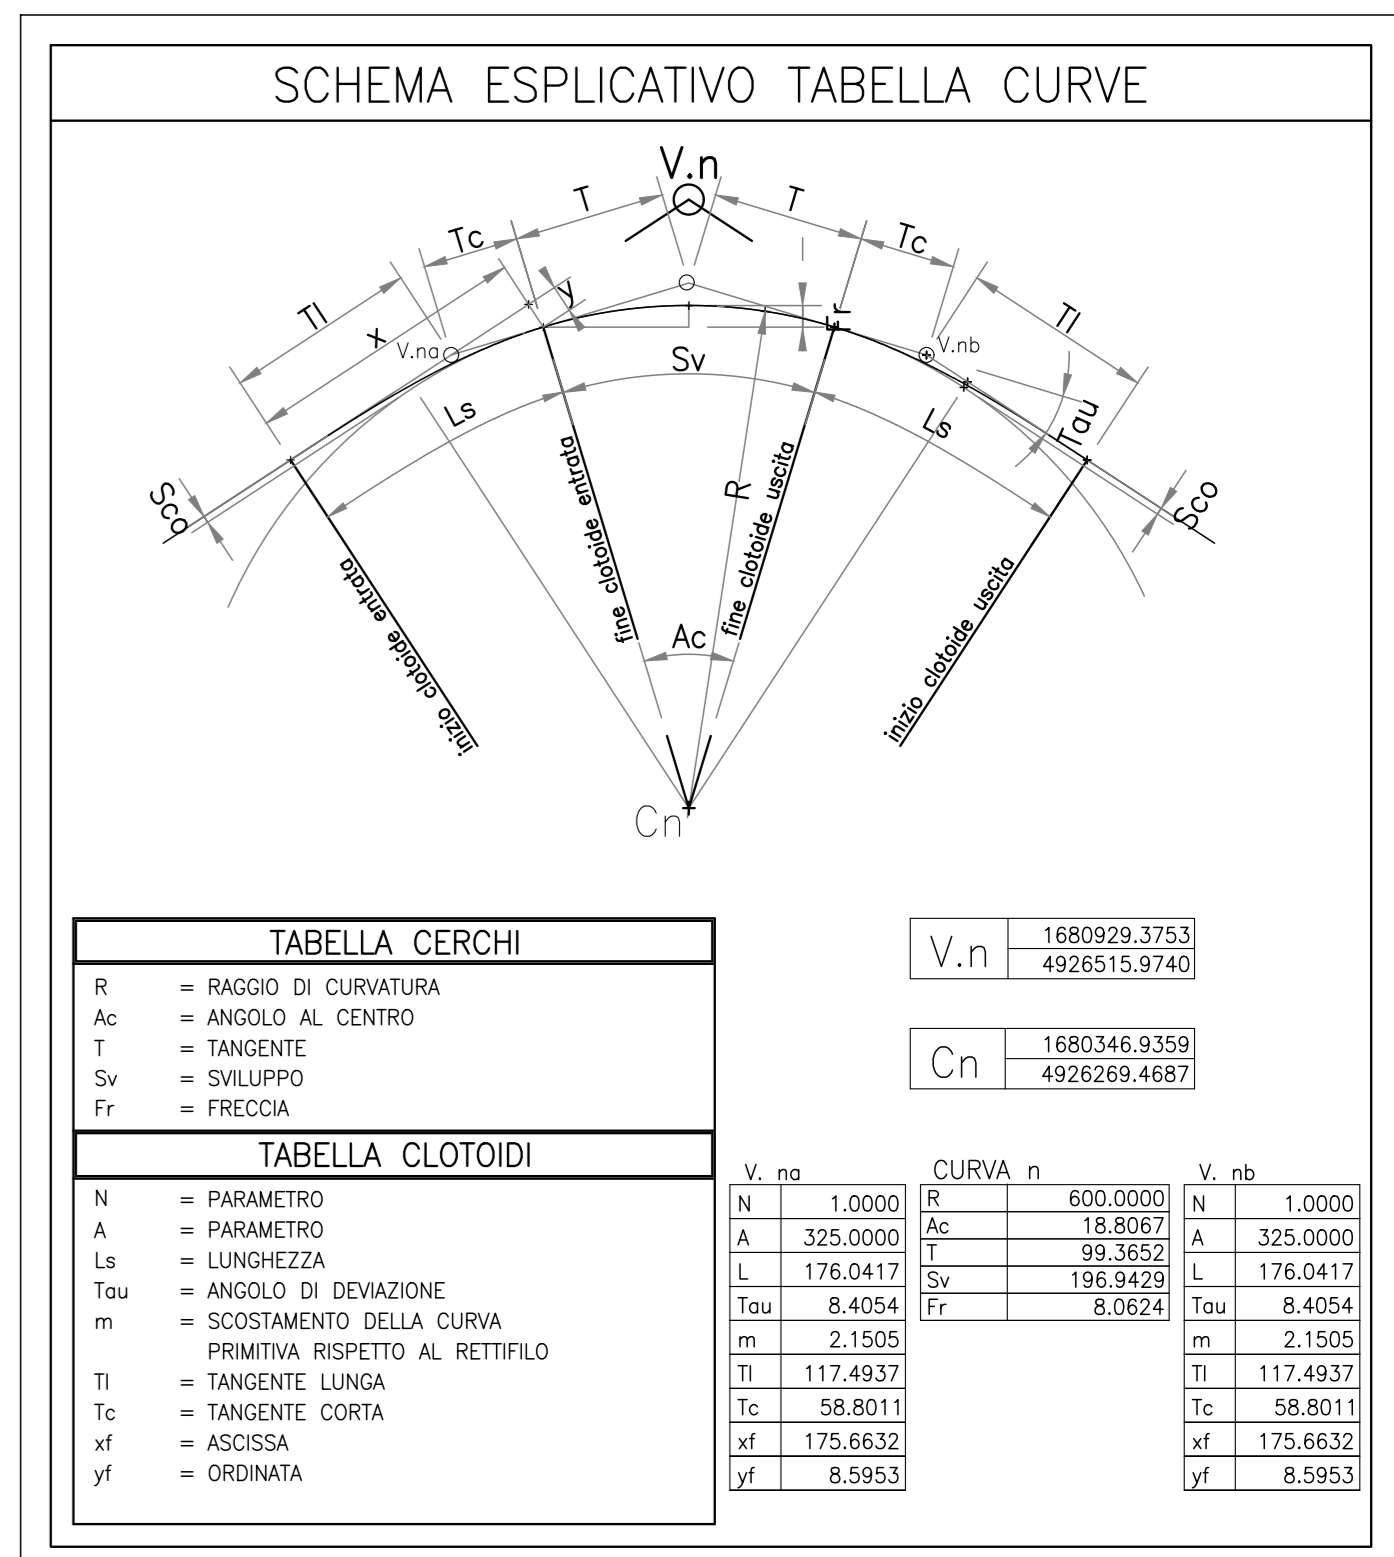 SCHEMA ESPLICATIVO TABELLA CURVE
V.n
T
T
Tc
Tc
Tl
x
y
Fr
Tl
V.na
V.nb
Sv
Ls
Ls
R
Tau
Sco
Sco
inizio clotoide entrata
fine clotoide entrata
fine clotoide uscita
inizio clotoide uscita
Ac
Cn
TABELLA CERCHI
R = RAGGIO DI CURVATURA
Ac = ANGOLO AL CENTRO
T = TANGENTE
Sv = SVILUPPO
Fr = FRECCIA
TABELLA CLOTOIDI
N = PARAMETRO
A = PARAMETRO
Ls = LUNGHEZZA
Tau = ANGOLO DI DEVIAZIONE
m = SCOSTAMENTO DELLA CURVA
PRIMITIVA RISPETTO AL RETTIFILO
Tl = TANGENTE LUNGA
Tc = TANGENTE CORTA
xf = ASCISSA
yf = ORDINATA
V.n
1680929.3753
4926515.9740
Cn
1680346.9359
4926269.4687
V. na
N 1.0000
A 325.0000
L 176.0417
Tau 8.4054
m 2.1505
Tl 117.4937
Tc 58.8011
xf 175.6632
yf 8.5953
CURVA n
R 600.0000
Ac 18.8067
T 99.3652
Sv 196.9429
Fr 8.0624
V. nb
N 1.0000
A 325.0000
L 176.0417
Tau 8.4054
m 2.1505
Tl 117.4937
Tc 58.8011
xf 175.6632
yf 8.5953